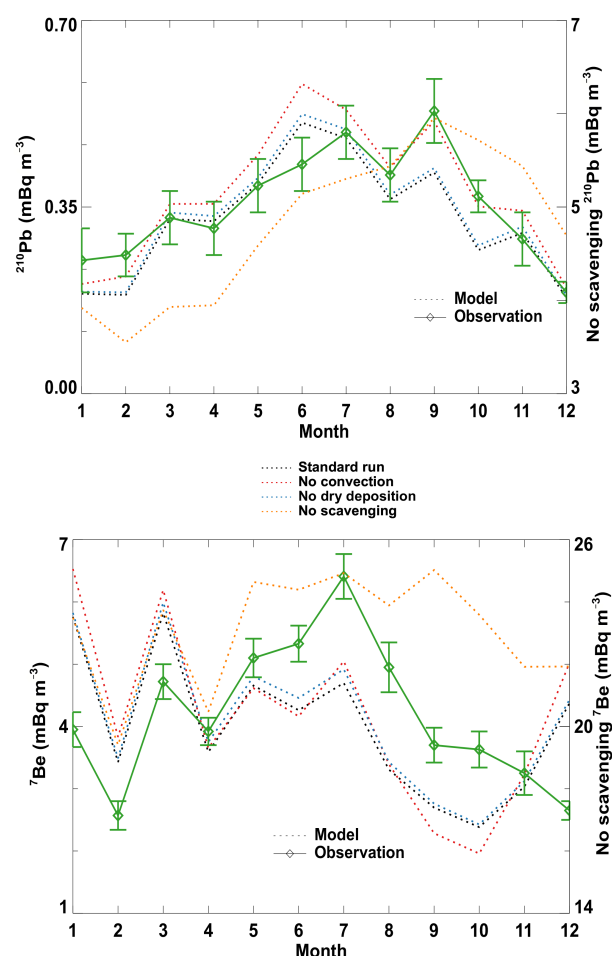 0.70
7
²¹⁰Pb (mBq m⁻³)
0.35
5
No scavenging ²¹⁰Pb (mBq m⁻³)
Model
Observation
0.00
3
1 2 3 4 5 6 7 8 9 10 11 12
Month
Standard run
No convection
No dry deposition
No scavenging
7
26
⁷Be (mBq m⁻³)
4
20
No scavenging ⁷Be (mBq m⁻³)
Model
Observation
1
14
1 2 3 4 5 6 7 8 9 10 11 12
Month